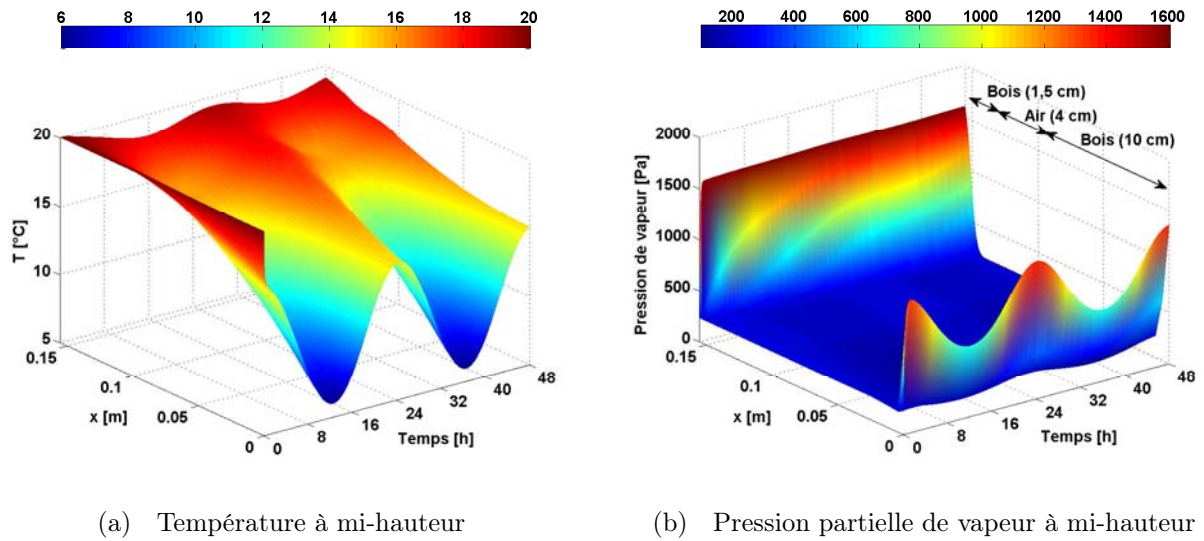 6 8 10 12 14 16 18 20
20
15
10
5
T [°C]
0.15
0.1
0.05
0
x [m]
0
8
16
24
32
40
48
Temps [h]
(a) Température à mi-hauteur
200 400 600 800 1000 1200 1400 1600
Bois (1,5 cm)
Air (4 cm)
Bois (10 cm)
2000
1500
1000
500
0
Pression de vapeur [Pa]
0.15
0.1
0.05
0
x [m]
0
8
16
24
32
40
48
Temps [h]
(b) Pression partielle de vapeur à mi-hauteur